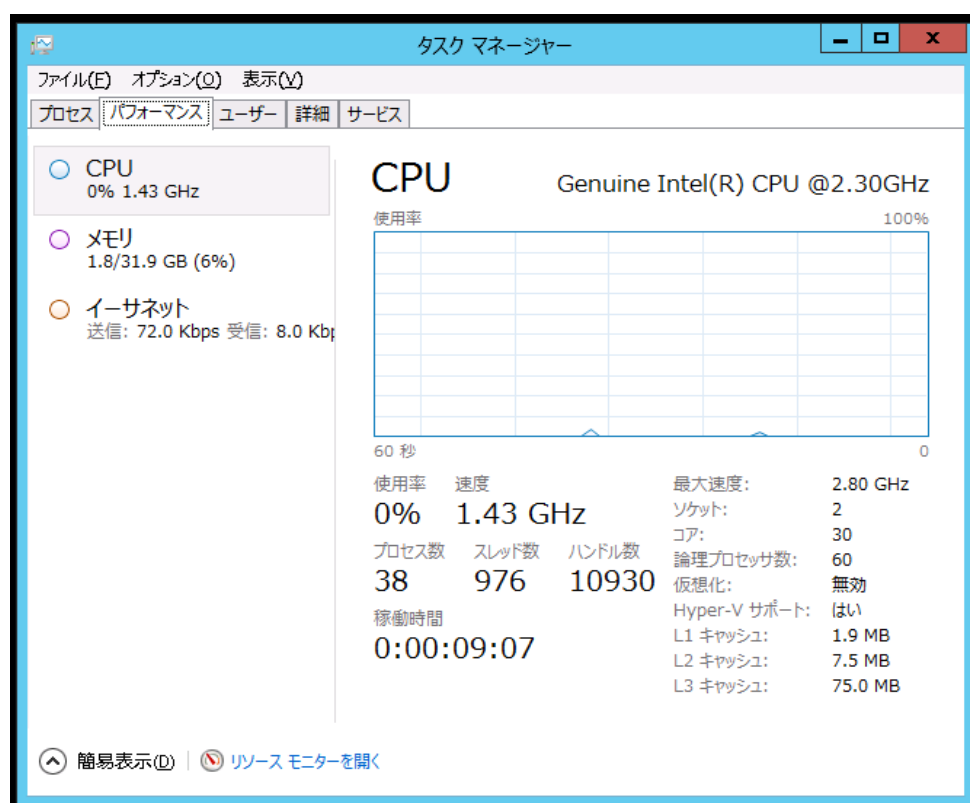 タスク マネージャー
ファイル(F) オプション(O) 表示(V)
プロセス パフォーマンス ユーザー 詳細 サービス
CPU
0% 1.43 GHz
メモリ
1.8/31.9 GB (6%)
イーサネット
送信: 72.0 Kbps 受信: 8.0 Kbp
CPU Genuine Intel(R) CPU @2.30GHz
使用率 100%
60 秒 0
使用率 速度
0% 1.43 GHz
プロセス数 スレッド数 ハンドル数
38 976 10930
稼働時間
0:00:09:07
最大速度: 2.80 GHz
ソケット: 2
コア: 30
論理プロセッサ数: 60
仮想化: 無効
Hyper-V サポート: はい
L1 キャッシュ: 1.9 MB
L2 キャッシュ: 7.5 MB
L3 キャッシュ: 75.0 MB
簡易表示(D) リソース モニターを開く